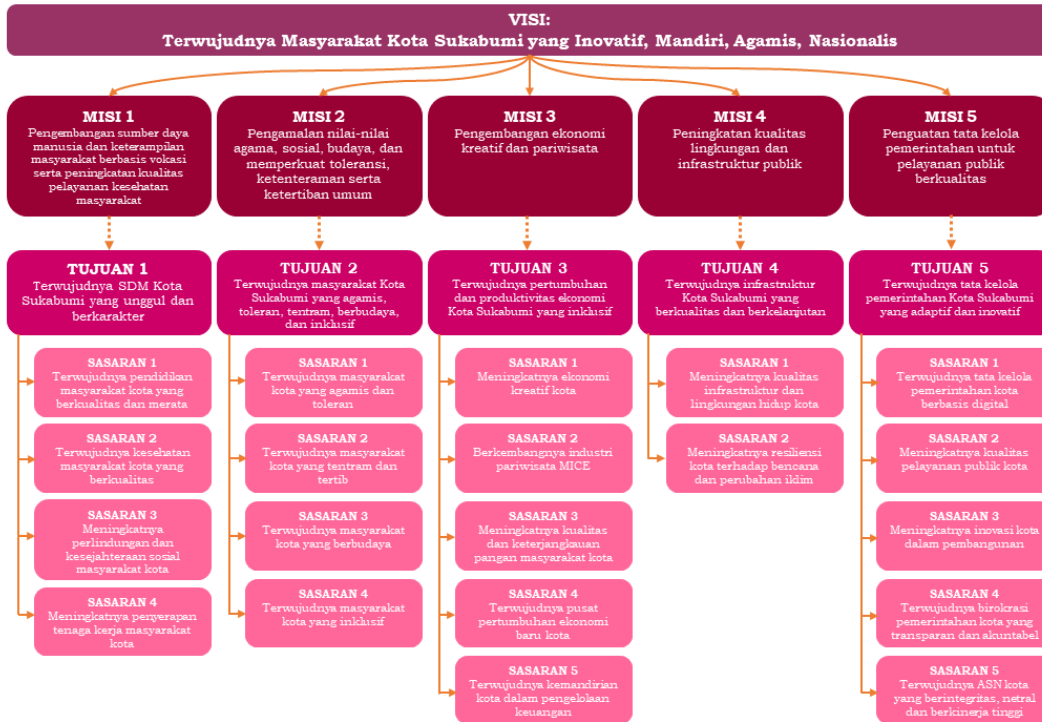 VISI:
Terwujudnya Masyarakat Kota Sukabumi yang Inovatif, Mandiri, Agamis, Nasionalis
MISI 1
Pengembangan sumber daya
manusia dan keterampilan
masyarakat berbasis vokasi
serta peningkatan kualitas
pelayanan kesehatan
masyarakat
MISI 2
Pengamalan nilai-nilai
agama, sosial, budaya, dan
memperkuat toleransi,
ketenteraman serta
ketertiban umum
MISI 3
Pengembangan ekonomi
kreatif dan pariwisata
MISI 4
Peningkatan kualitas
lingkungan dan
infrastruktur publik
MISI 5
Penguatan tata kelola
pemerintahan untuk
pelayanan publik
berkualitas
TUJUAN 1
Terwujudnya SDM Kota
Sukabumi yang unggul dan
berkarakter
TUJUAN 2
Terwujudnya masyarakat Kota
Sukabumi yang agamis,
toleran, tentram, berbudaya,
dan inklusif
TUJUAN 3
Terwujudnya pertumbuhan
dan produktivitas ekonomi
Kota Sukabumi yang inklusif
TUJUAN 4
Terwujudnya infrastruktur
Kota Sukabumi yang
berkualitas dan berkelanjutan
TUJUAN 5
Terwujudnya tata kelola
pemerintahan Kota Sukabumi
yang adaptif dan inovatif
SASARAN 1
Terwujudnya pendidikan
masyarakat kota yang
berkualitas dan merata
SASARAN 2
Terwujudnya kesehatan
masyarakat kota yang
berkualitas
SASARAN 3
Meningkatnya
perlindungan dan
kesejahteraan sosial
masyarakat kota
SASARAN 4
Meningkatnya penyerapan
tenaga kerja masyarakat
kota
SASARAN 1
Terwujudnya masyarakat
kota yang agamis dan
toleran
SASARAN 2
Terwujudnya masyarakat
kota yang tentram dan
tertib
SASARAN 3
Terwujudnya masyarakat
kota yang berbudaya
SASARAN 4
Terwujudnya masyarakat
kota yang inklusif
SASARAN 1
Meningkatnya ekonomi
kreatif kota
SASARAN 2
Berkembangnya industri
pariwisata MICE
SASARAN 3
Meningkatnya kualitas
dan keterjangkauan
pangan masyarakat kota
SASARAN 4
Terwujudnya pusat
pertumbuhan ekonomi
baru kota
SASARAN 5
Terwujudnya kemandirian
kota dalam pengelolaan
keuangan
SASARAN 1
Meningkatnya kualitas
infrastruktur dan
lingkungan hidup kota
SASARAN 2
Meningkatnya resiliensi
kota terhadap bencana
dan perubahan iklim
SASARAN 1
Terwujudnya tata kelola
pemerintahan kota
berbasis digital
SASARAN 2
Meningkatnya kualitas
pelayanan publik kota
SASARAN 3
Meningkatnya inovasi kota
dalam pembangunan
SASARAN 4
Terwujudnya birokrasi
pemerintahan kota yang
transparan dan akuntabel
SASARAN 5
Terwujudnya ASN kota
yang berintegritas, netral
dan berkinerja tinggi